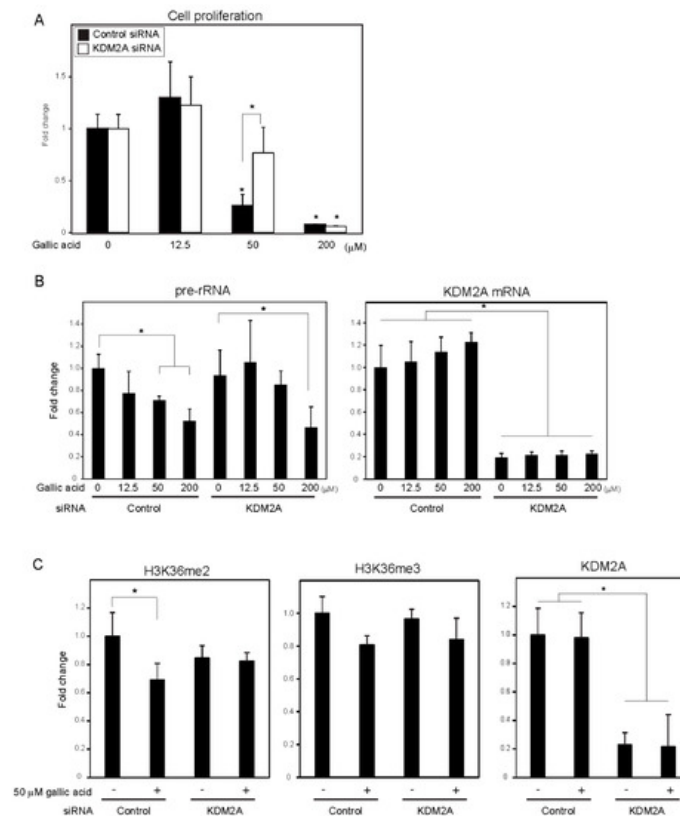 A
Cell proliferation
Control siRNA
KDM2A siRNA
Fold change
1.5
1
0.5
0
*
*
*
*
Gallic acid 0 12.5 50 200 (μM)
B
pre-rRNA
Fold change
1.4
1.2
1.0
0.8
0.6
0.4
0.2
0
*
*
Gallic acid 0 12.5 50 200 0 12.5 50 200 (μM)
siRNA Control KDM2A
KDM2A mRNA
1.4
1.2
1.0
0.8
0.6
0.4
0.2
0
*
0 12.5 50 200 0 12.5 50 200
Control KDM2A
C
H3K36me2
Fold change
1.2
1.0
0.8
0.6
0.4
0.2
0
*
50 μM gallic acid - + - +
siRNA Control KDM2A
H3K36me3
1.0
0.8
0.6
0.4
0.2
0
- + - +
Control KDM2A
KDM2A
1.2
1.0
0.8
0.6
0.4
0.2
0
*
- + - +
Control KDM2A